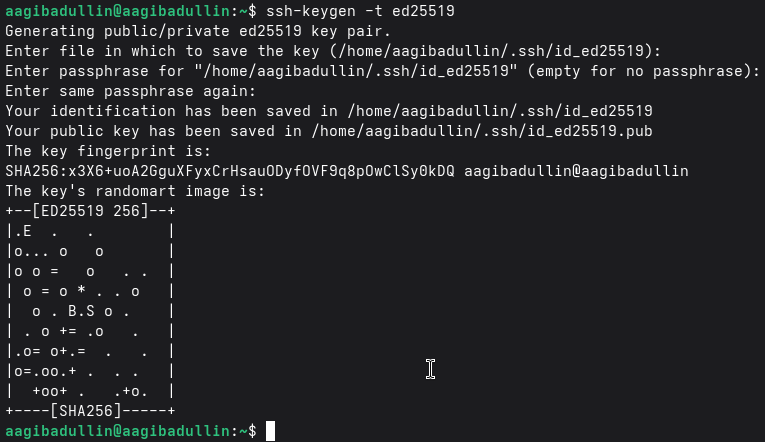 aagibadullin@aagibadullin:~$ ssh-keygen -t ed25519
Generating public/private ed25519 key pair.
Enter file in which to save the key (/home/aagibadullin/.ssh/id_ed25519):
Enter passphrase for "/home/aagibadullin/.ssh/id_ed25519" (empty for no passphrase):
Enter same passphrase again:
Your identification has been saved in /home/aagibadullin/.ssh/id_ed25519
Your public key has been saved in /home/aagibadullin/.ssh/id_ed25519.pub
The key fingerprint is:
SHA256:x3X6+uoA2GguXFyxCrHsauODyfOVF9q8pOwClSy0kDQ aagibadullin@aagibadullin
The key's randomart image is:
+--[ED25519 256]--+
|.E  .   .        |
|o... o   o       |
|o o =   o   . .  |
| o = o * . . o   |
|  o . B.S o .    |
| . o += .o   .   |
|.o= o+.=  .   .  |
|o=.oo.+ .  . .   |
|  +oo+ .   .+o.  |
+----[SHA256]-----+
aagibadullin@aagibadullin:~$